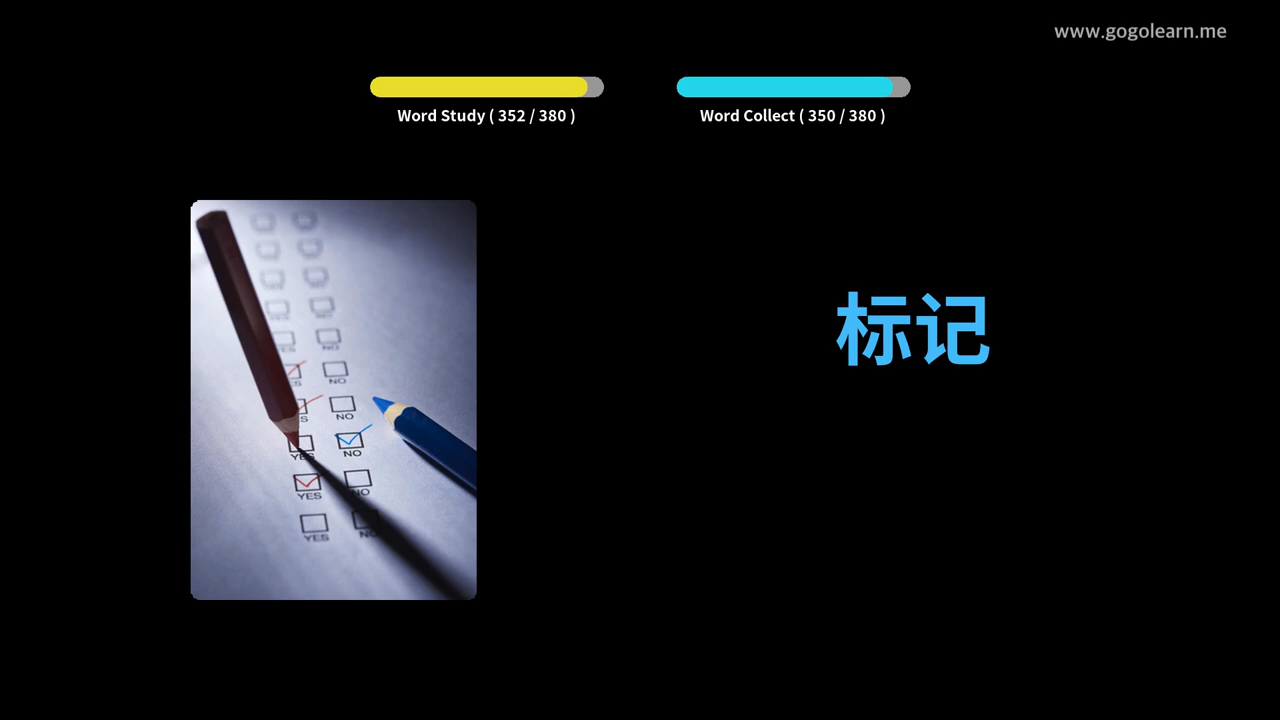 www.gogolearn.me
Word Study ( 352 / 380 )
Word Collect ( 350 / 380 )
标记
NO
NO
NO
YES
NO
YES
YES